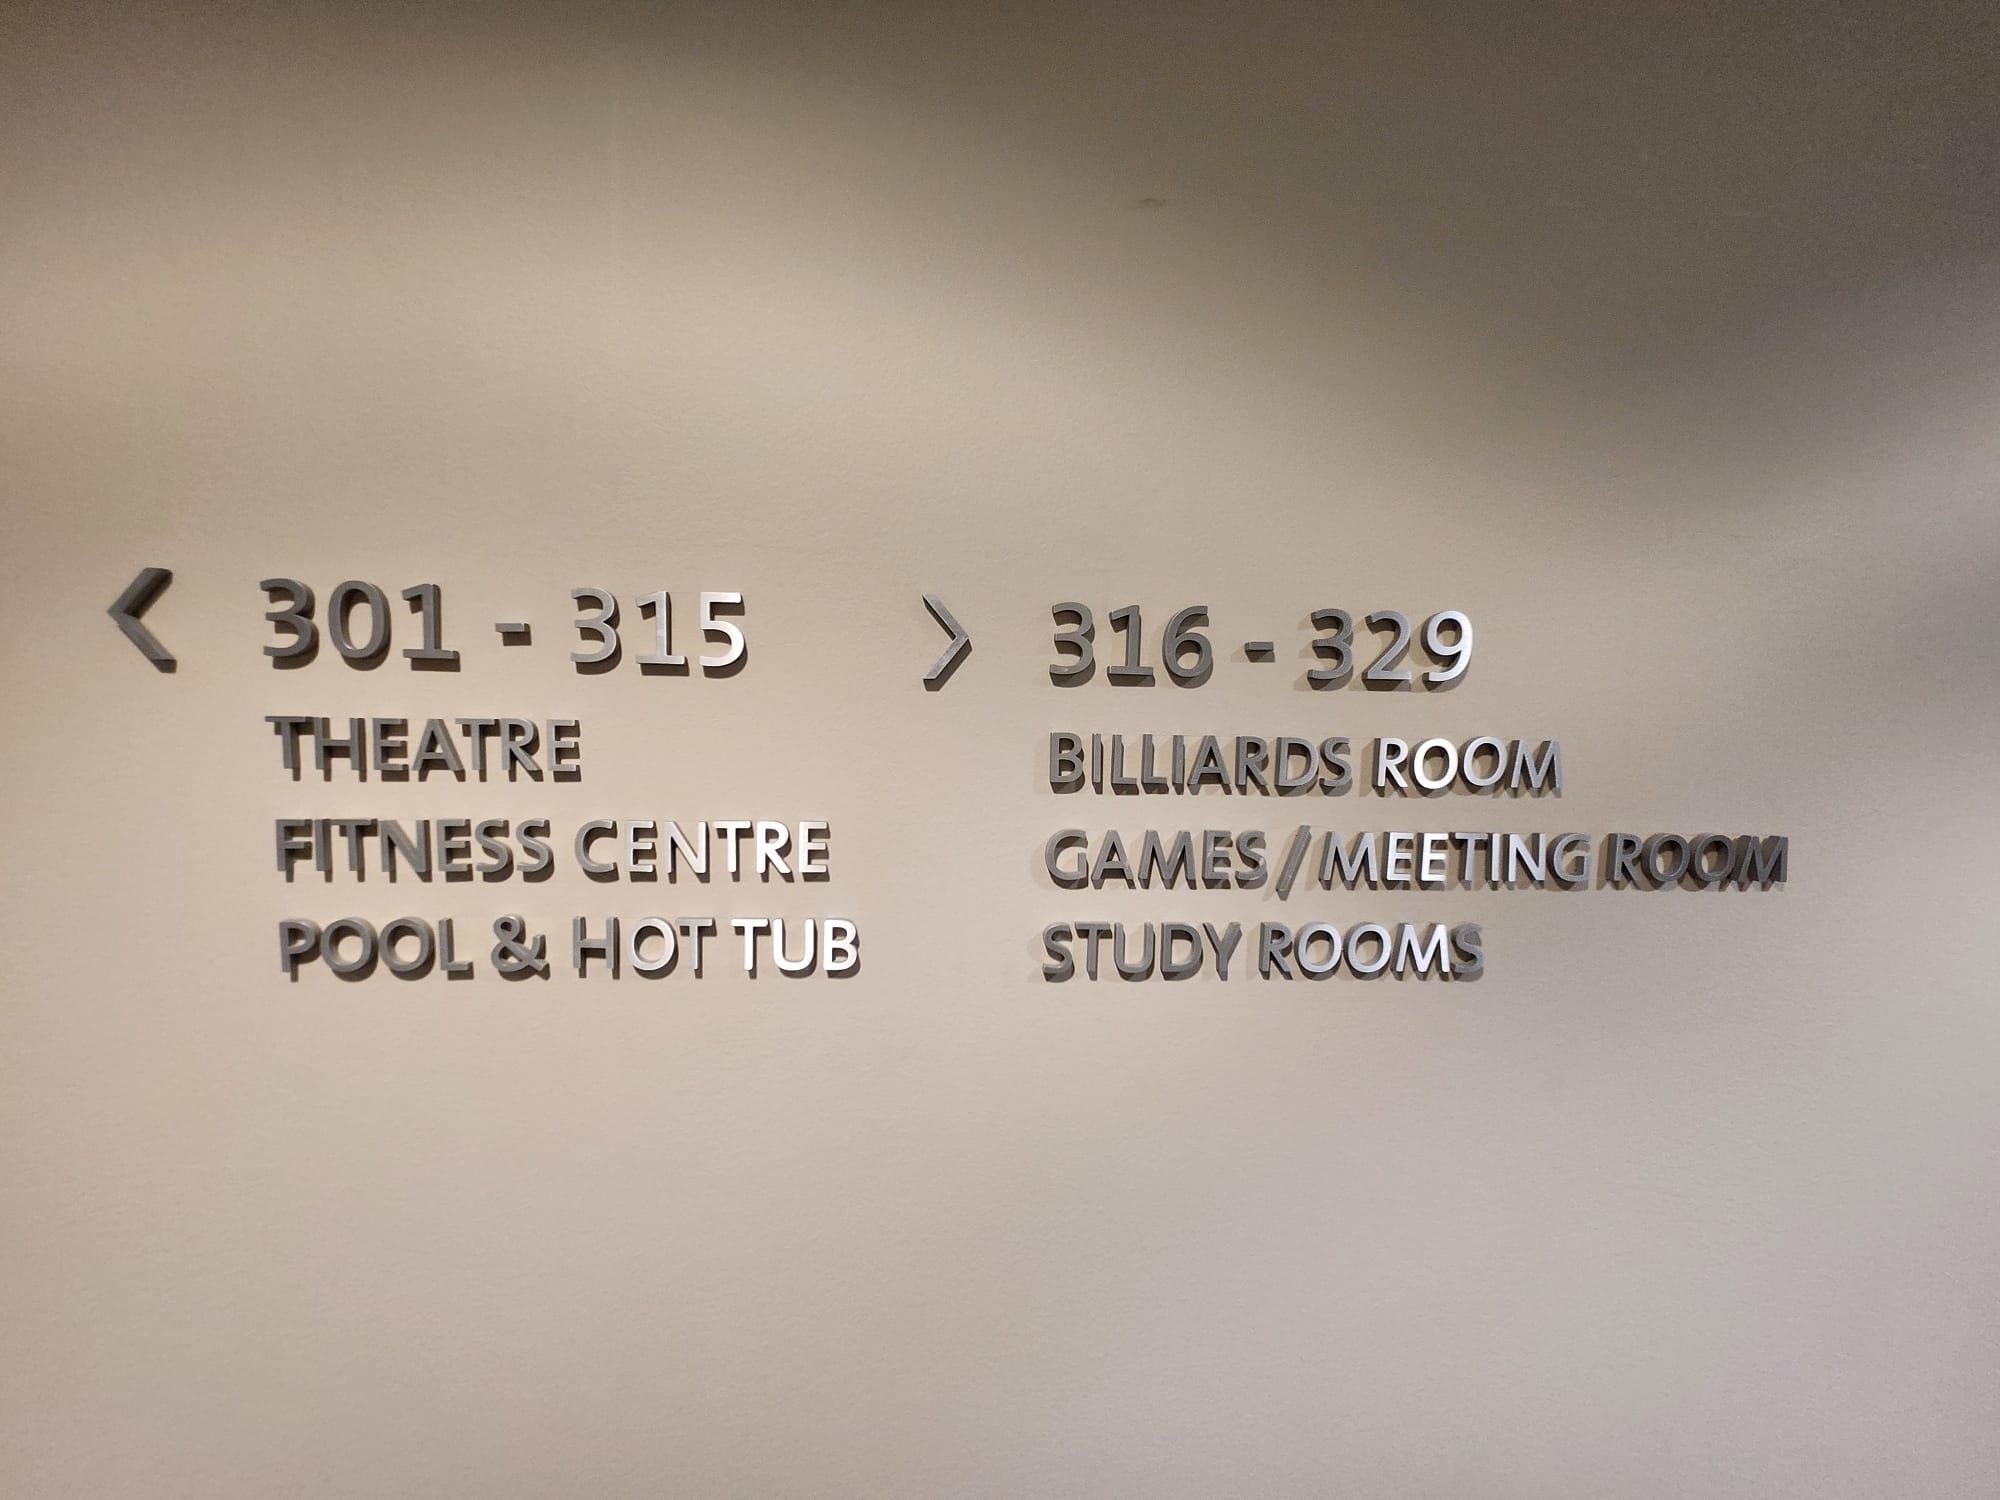 < 301 - 315
THEATRE
FITNESS CENTRE
POOL & HOT TUB
> 316 - 329
BILLIARDS ROOM
GAMES / MEETING ROOM
STUDY ROOMS